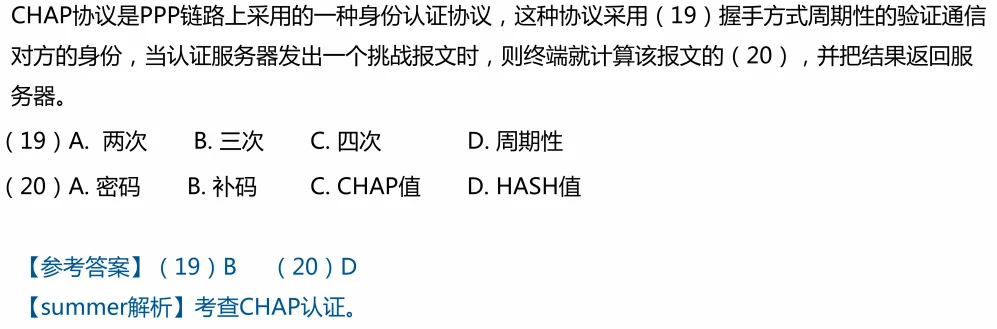 CHAP协议是PPP链路上采用的一种身份认证协议，这种协议采用（19）握手方式周期性的验证通信
对方的身份，当认证服务器发出一个挑战报文时，则终端就计算该报文的（20），并把结果返回服
务器。
（19）A. 两次 B. 三次 C. 四次 D. 周期性
（20）A. 密码 B. 补码 C. CHAP值 D. HASH值
【参考答案】（19）B （20）D
【summer解析】考查CHAP认证。